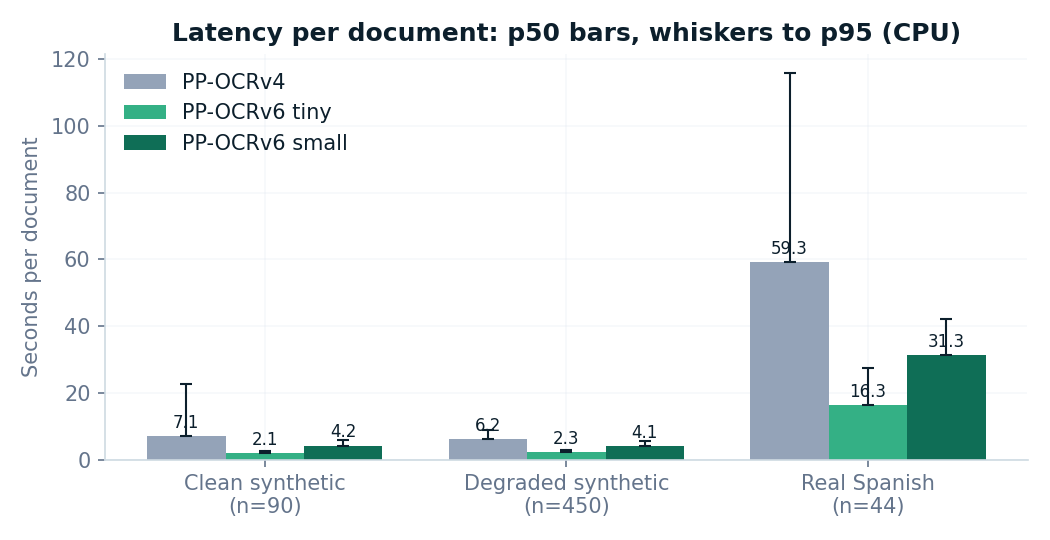 Latency per document: p50 bars, whiskers to p95 (CPU)
PP-OCRv4
PP-OCRv6 tiny
PP-OCRv6 small
Seconds per document
120
100
80
60
40
20
0
7.1
2.1
4.2
6.2
2.3
4.1
59.3
16.3
31.3
Clean synthetic
(n=90)
Degraded synthetic
(n=450)
Real Spanish
(n=44)